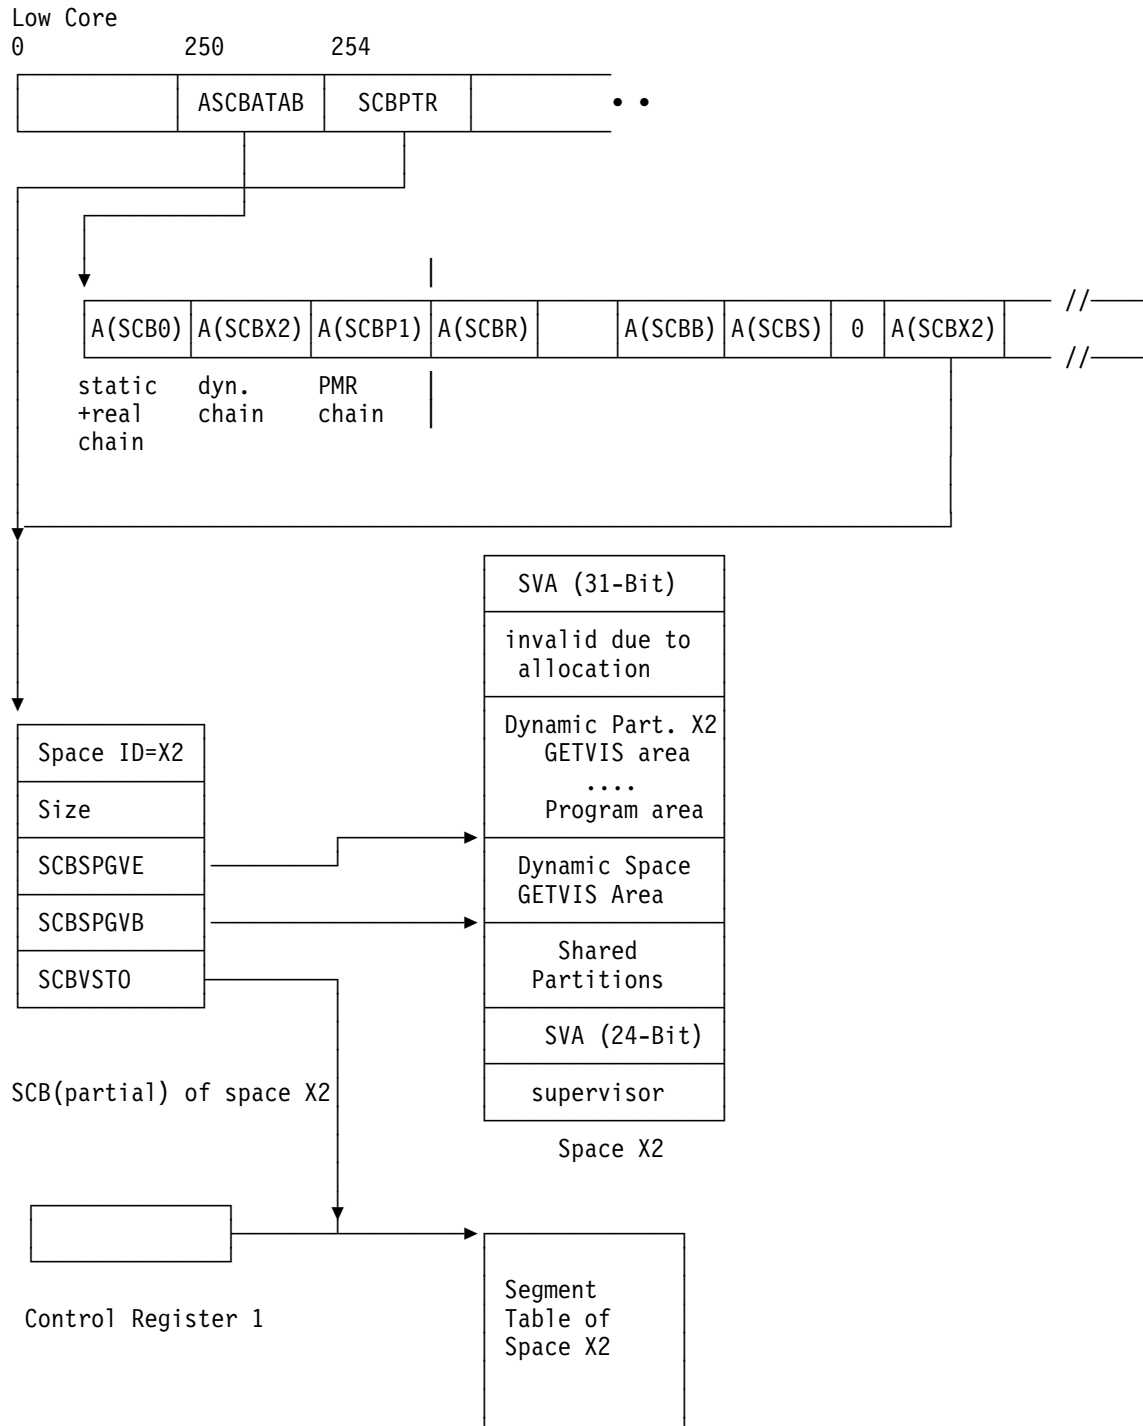 Low Core
0 250 254
ASCBATAB SCBPTR • •
//
A(SCB0) A(SCBX2) A(SCBP1) A(SCBR) A(SCBB) A(SCBS) 0 A(SCBX2)
//
static dyn. PMR
+real chain chain
chain
SVA (31-Bit)
invalid due to
allocation
Dynamic Part. X2
Space ID=X2 GETVIS area
....
Size Program area
SCBSPGVE Dynamic Space
GETVIS Area
SCBSPGVB
Shared
SCBVSTO Partitions
SVA (24-Bit)
SCB(partial) of space X2 supervisor
Space X2
Segment
Control Register 1 Table of
Space X2